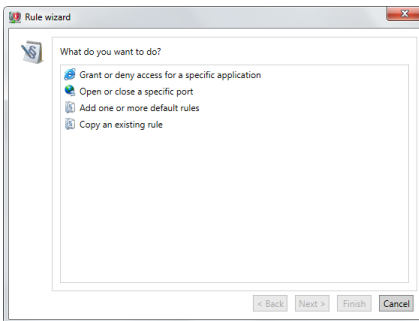 Rule wizard
What do you want to do?
Grant or deny access for a specific application
Open or close a specific port
Add one or more default rules
Copy an existing rule
< Back Next > Finish Cancel